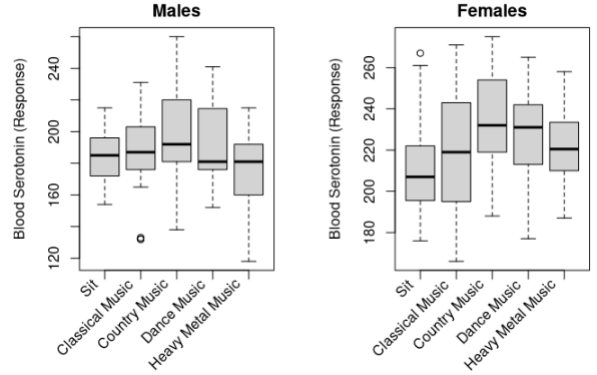 Males
Blood Serotonin (Response)
240
200
160
120
Sit
Classical Music
Country Music
Dance Music
Heavy Metal Music
Females
Blood Serotonin (Response)
260
240
220
200
180
Sit
Classical Music
Country Music
Dance Music
Heavy Metal Music